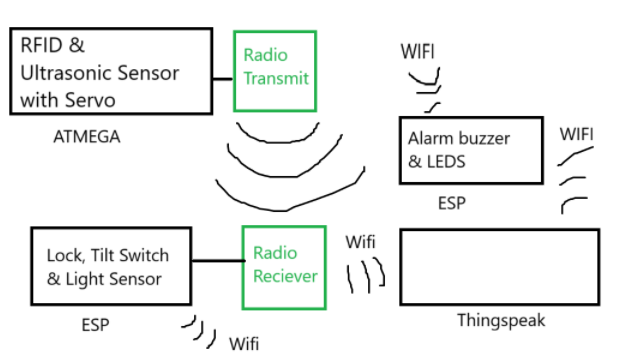 RFID &
Ultrasonic Sensor
with Servo
Radio
Transmit
ATMEGA
WIFI
Alarm buzzer
& LEDS
WIFI
ESP
Lock, Tilt Switch
& Light Sensor
Radio
Reciever
Wifi
ESP
Wifi
Thingspeak